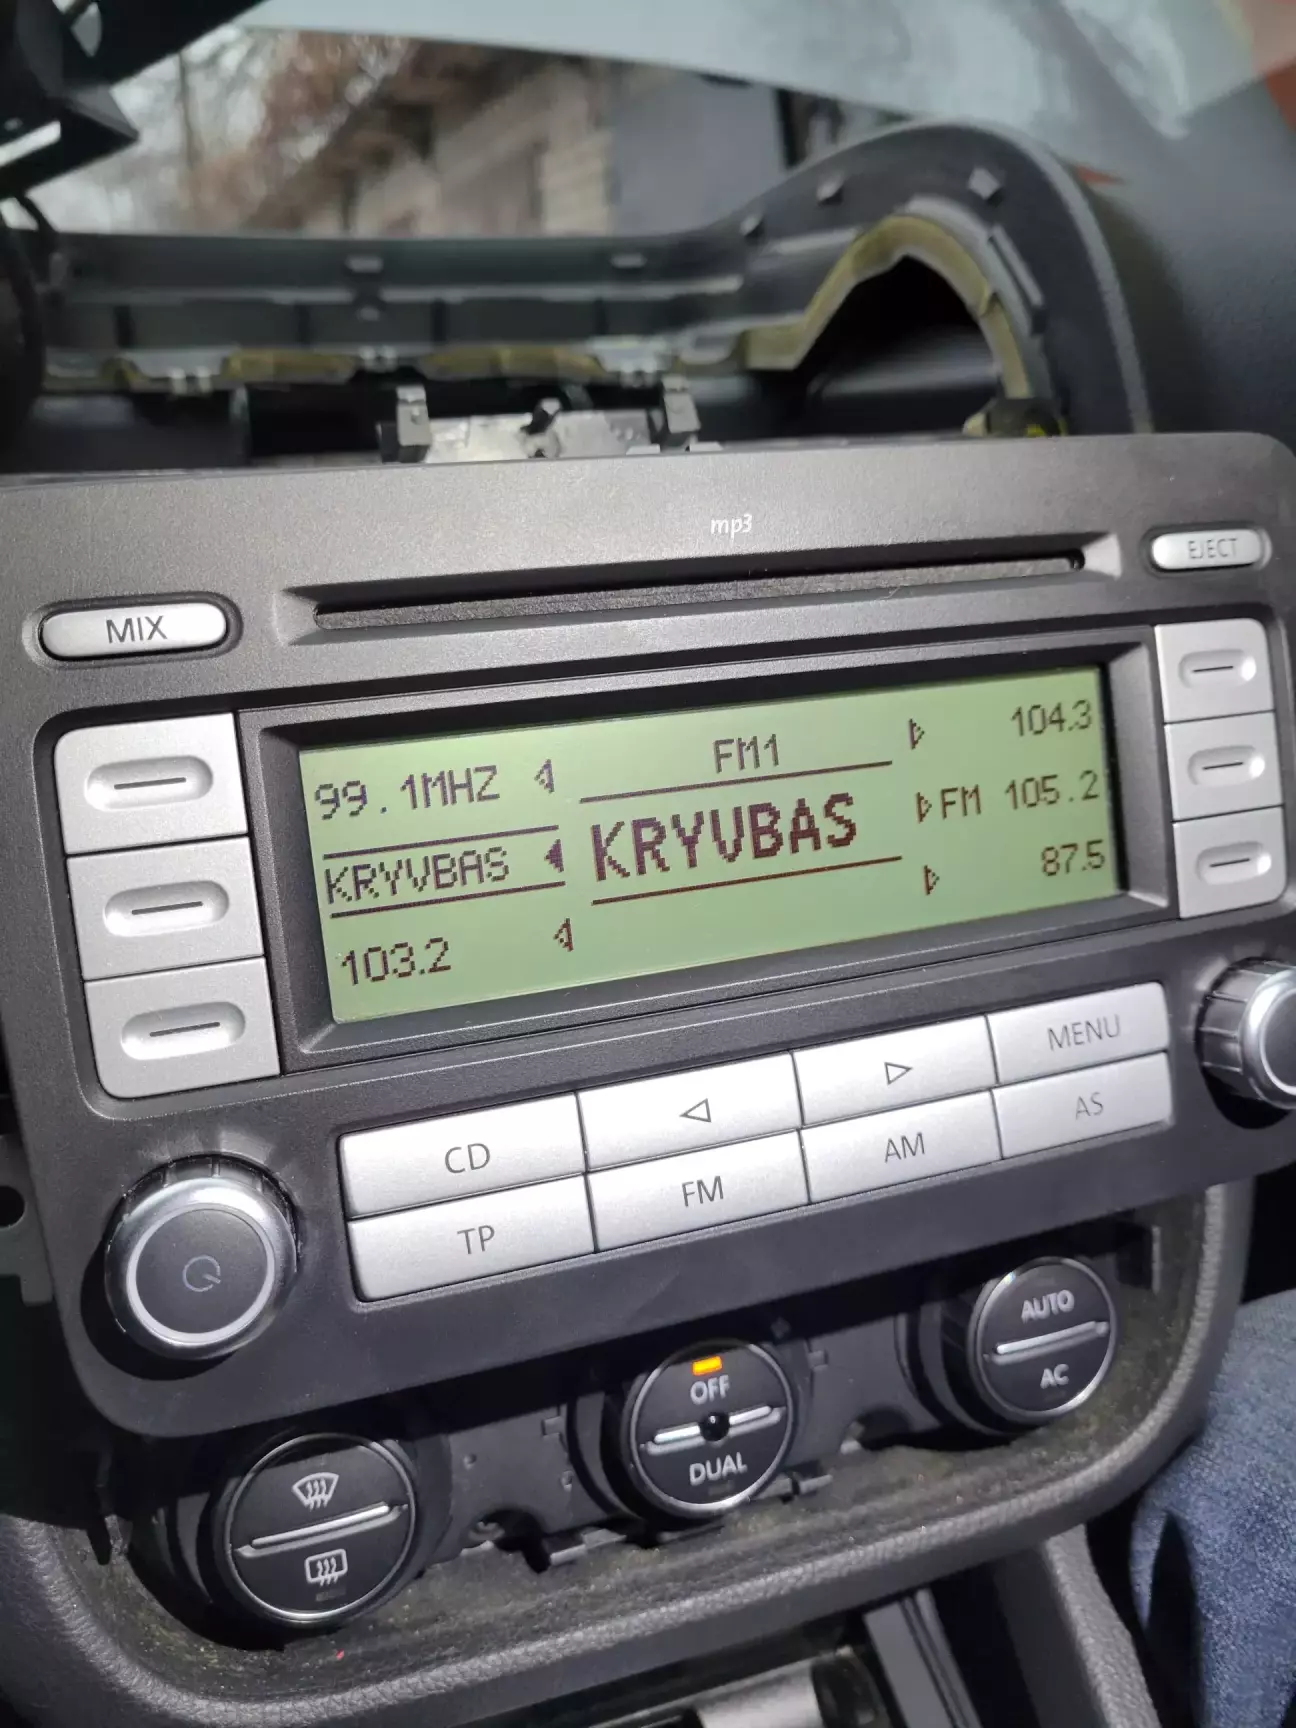 mp3
EJECT
MIX
99.1MHZ FM1 104.3
KRYVBAS KRYVBAS FM 105.2
103.2 87.5
CD MENU
TP FM AM AS
AUTO
AC
OFF
DUAL